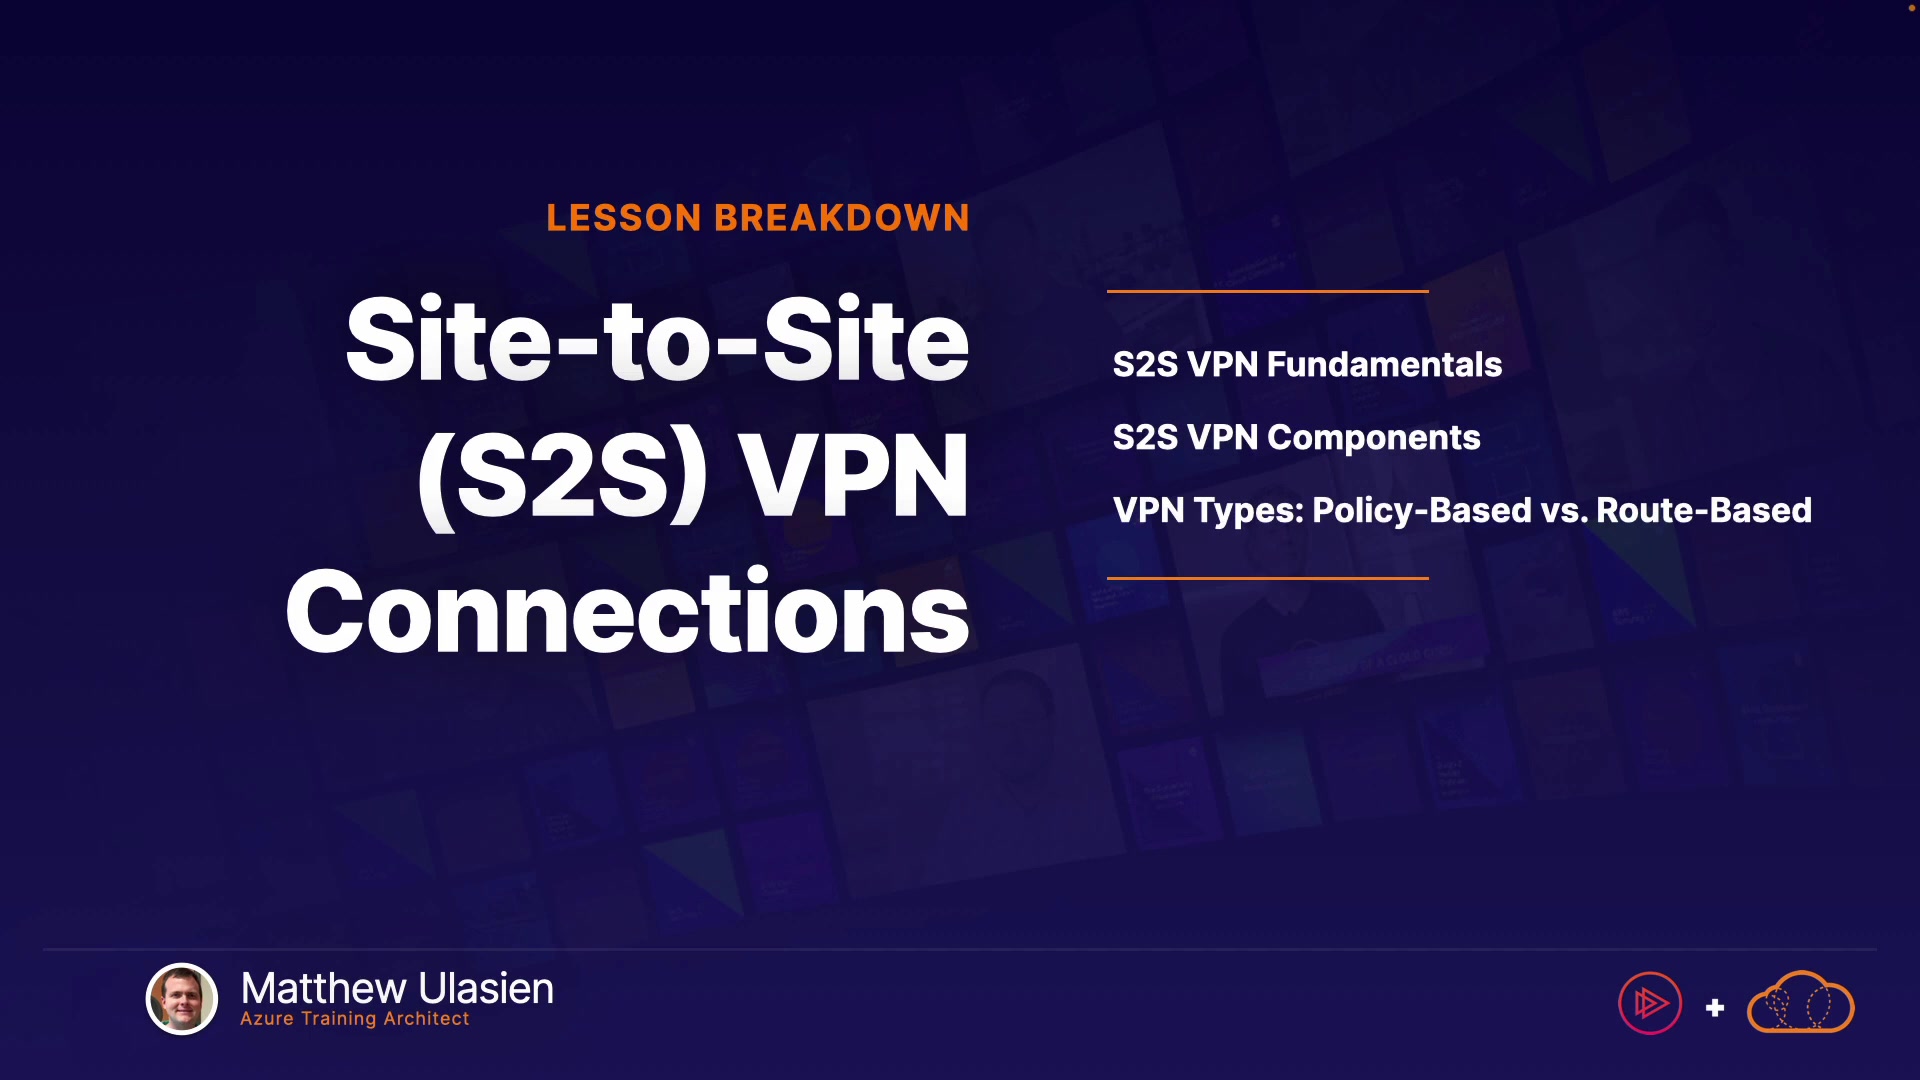 LESSON BREAKDOWN
Site-to-Site
(S2S) VPN
Connections
S2S VPN Fundamentals
S2S VPN Components
VPN Types: Policy-Based vs. Route-Based
Matthew Ulasien
Azure Training Architect
+